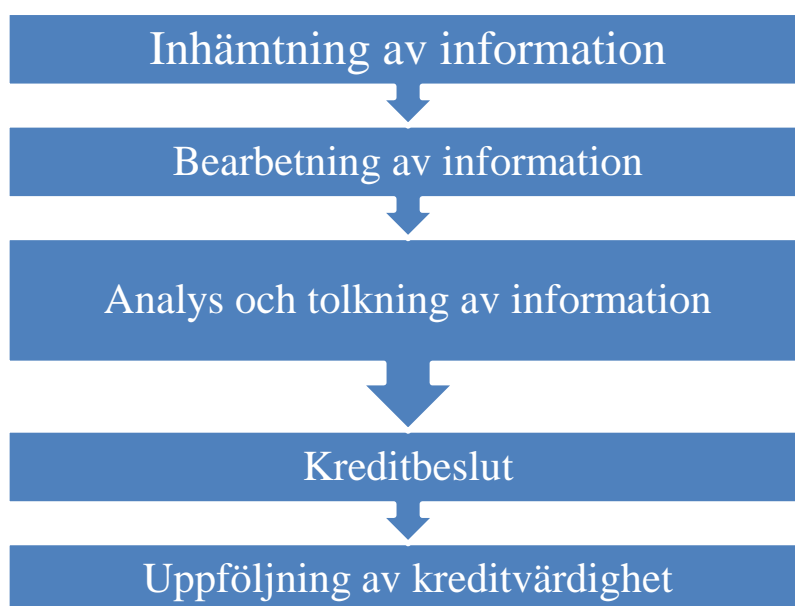 Inhämtning av information
Bearbetning av information
Analys och tolkning av information
Kreditbeslut
Uppföljning av kreditvärdighet